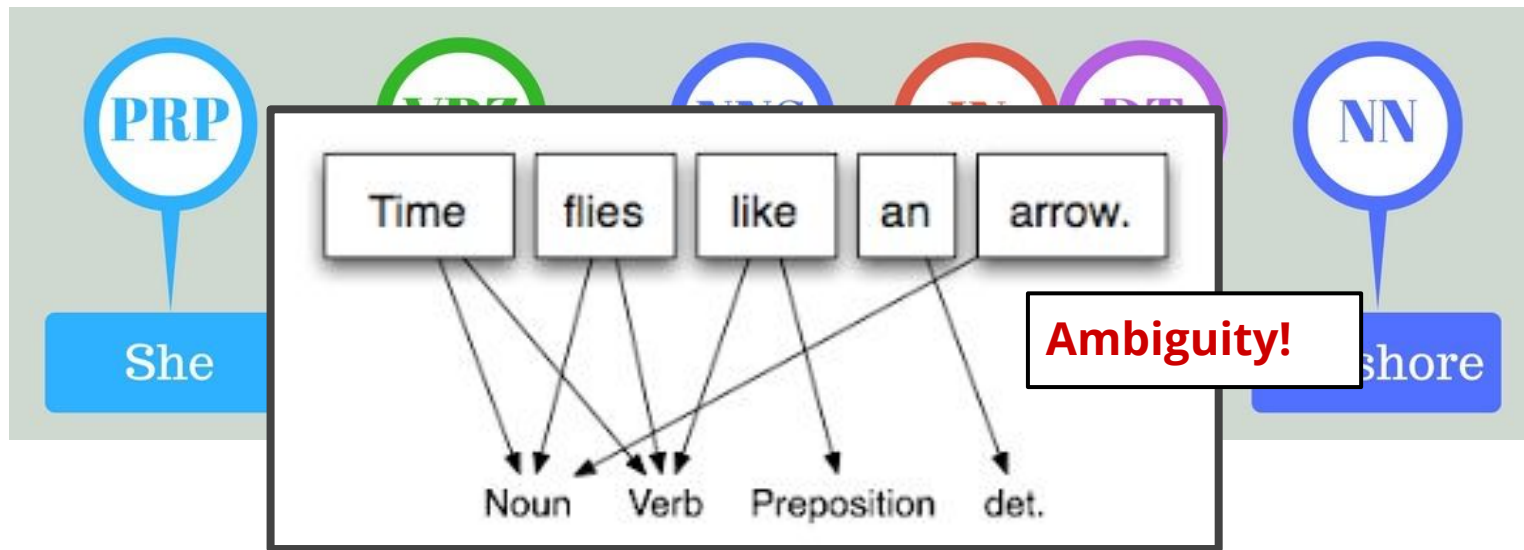 PRP NN
Time flies like an arrow.
Ambiguity!
She shore
Noun Verb Preposition det.